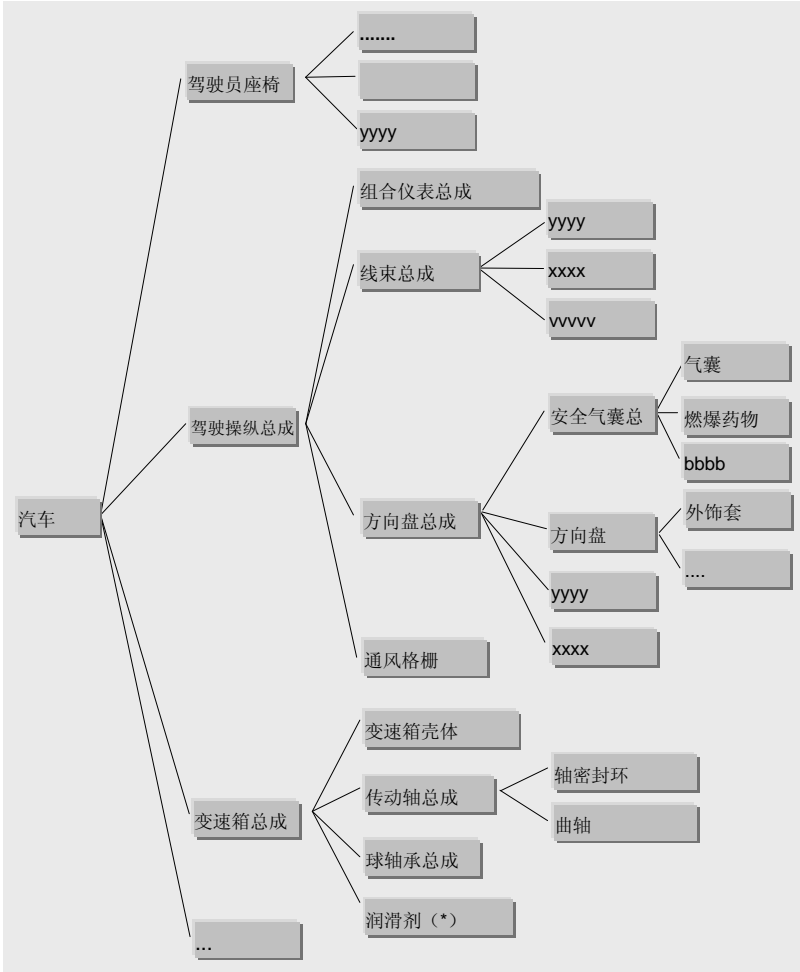 .......
驾驶员座椅
yyyy
组合仪表总成
yyyy
线束总成
xxxx
vvvvv
气囊
安全气囊总
燃爆药物
驾驶操纵总成
bbbb
汽车
方向盘总成
外饰套
方向盘
....
yyyy
xxxx
通风格栅
变速箱壳体
轴密封环
传动轴总成
变速箱总成
曲轴
球轴承总成
润滑剂（*）
...